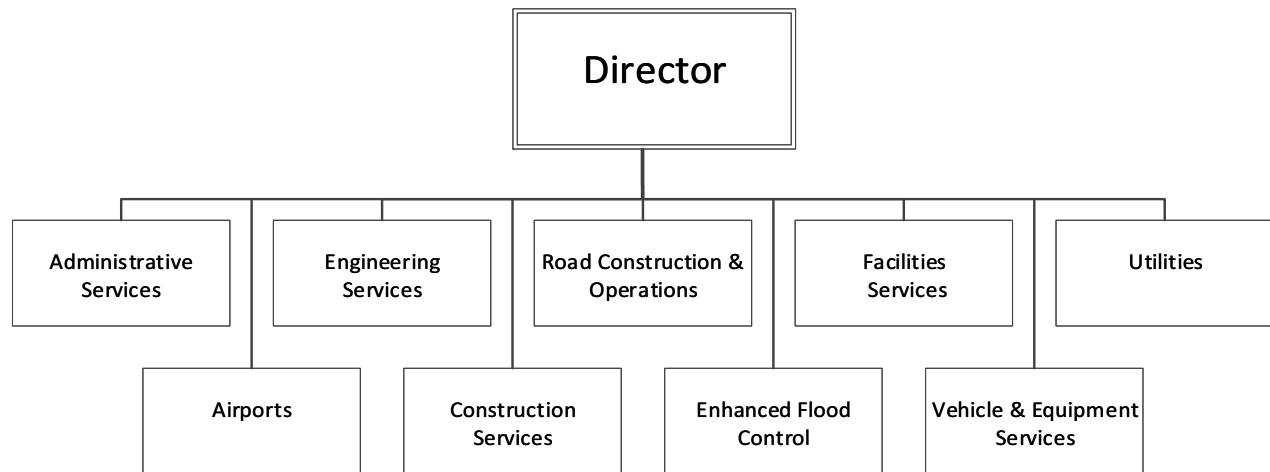 Director
Administrative
Services
Engineering
Services
Road Construction &
Operations
Facilities
Services
Utilities
Airports
Construction
Services
Enhanced Flood
Control
Vehicle & Equipment
Services